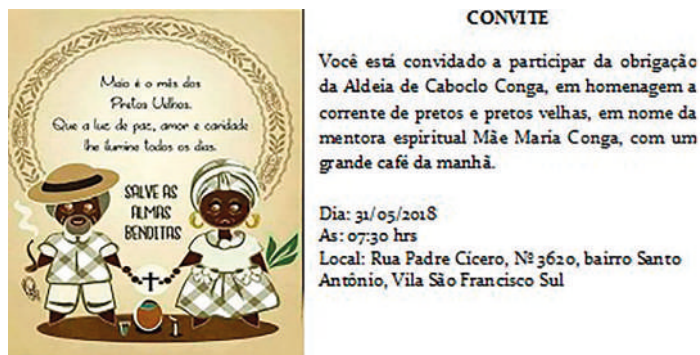 Maio é o mês dos
Pretos Velhos.
Que a luz de paz, amor e caridade
lhe ilumine todos os dias.
SALVE AS
ALMAS
BENDITAS
CONVITE
Você está convidado a participar da obrigação
da Aldeia de Caboclo Conga, em homenagem a
corrente de pretos e pretos velhas, em nome da
mentora espiritual Mãe Maria Conga, com um
grande café da manhã.
Dia: 31/05/2018
As: 07:30 hrs
Local: Rua Padre Cícero, Nº 3620, bairro Santo
Antônio, Vila São Francisco Sul